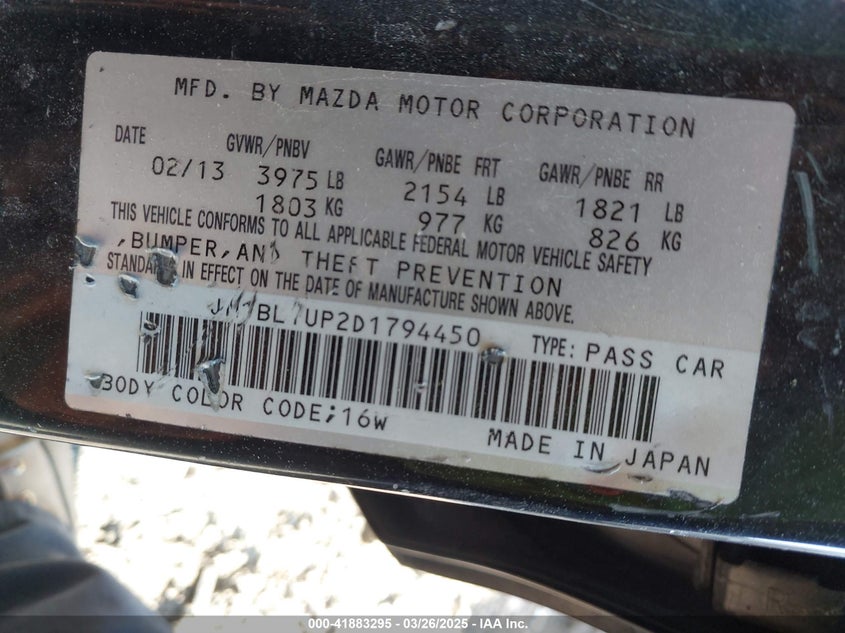 MFD. BY MAZDA MOTOR CORPORATION
DATE GVWR/PNBV GAWR/PNBE FRT GAWR/PNBE RR
02/13 3975 LB 2154 LB 1821 LB
1803 KG 977 KG 826 KG
THIS VEHICLE CONFORMS TO ALL APPLICABLE FEDERAL MOTOR VEHICLE SAFETY
,BUMPER,AND THEFT PREVENTION
STANDARDS IN EFFECT ON THE DATE OF MANUFACTURE SHOWN ABOVE.
JM1BL1UP2D1794450 TYPE: PASS CAR
BODY COLOR CODE;16W MADE IN JAPAN
000-41883295 - 03/26/2025 - IAA Inc.